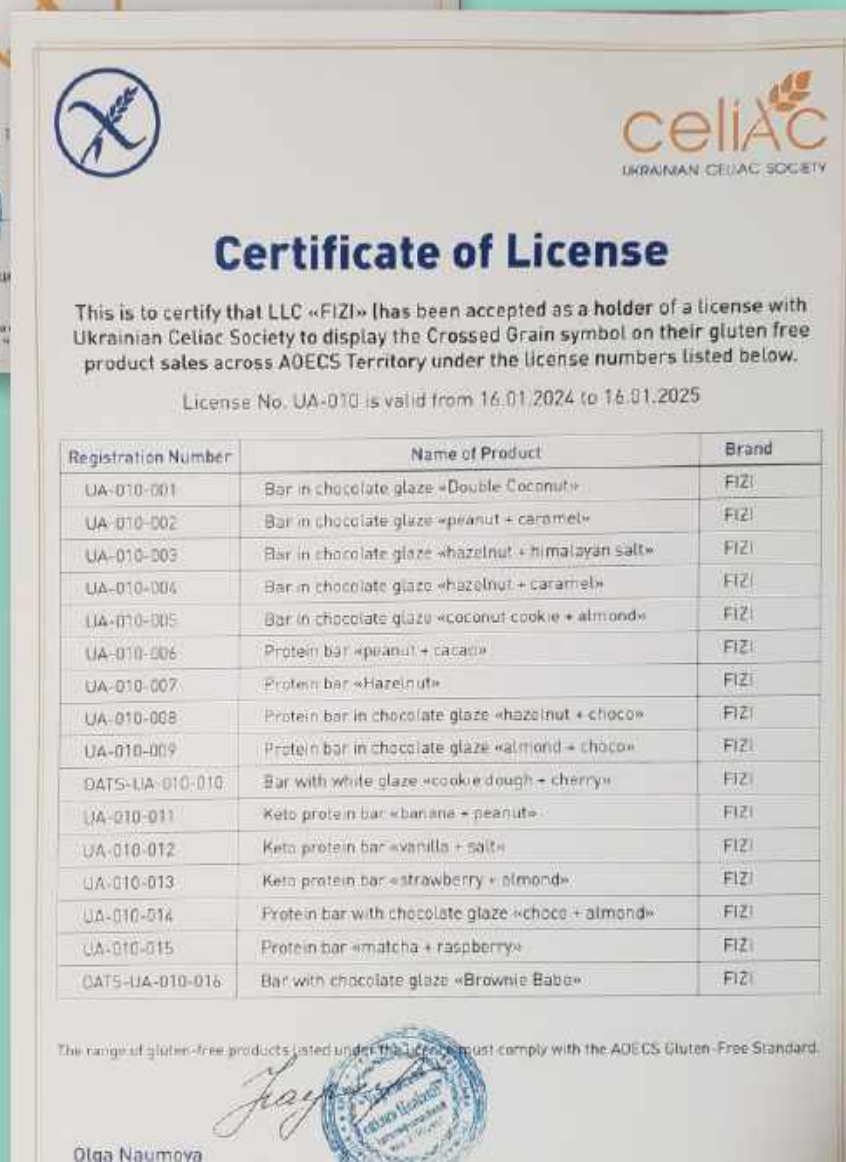 celiAC
UKRAINIAN CELIAC SOCIETY
Certificate of License
This is to certify that LLC «FIZI» (has been accepted as a holder of a license with
Ukrainian Celiac Society to display the Crossed Grain symbol on their gluten free
product sales across AOECS Territory under the license numbers listed below.
License No. UA-010 is valid from 16.01.2024 to 16.01.2025
Registration Number Name of Product Brand
UA-010-001 Bar in chocolate glaze «Double Coconut» FIZI
UA-010-002 Bar in chocolate glaze «peanut + caramel» FIZI
UA-010-003 Bar in chocolate glaze «hazelnut + himalayan salt» FIZI
UA-010-004 Bar in chocolate glaze «hazelnut + caramel» FIZI
UA-010-005 Bar in chocolate glaze «coconut cookie + almond» FIZI
UA-010-006 Protein bar «peanut + cacao» FIZI
UA-010-007 Protein bar «Hazelnut» FIZI
UA-010-008 Protein bar in chocolate glaze «hazelnut + choco» FIZI
UA-010-009 Protein bar in chocolate glaze «almond + choco» FIZI
OATS-UA-010-010 Bar with white glaze «cookie dough + cherry» FIZI
UA-010-011 Keto protein bar «banana + peanut» FIZI
UA-010-012 Keto protein bar «vanilla + salt» FIZI
UA-010-013 Keto protein bar «strawberry + almond» FIZI
UA-010-014 Protein bar with chocolate glaze «choco + almond» FIZI
UA-010-015 Protein bar «matcha + raspberry» FIZI
OATS-UA-010-016 Bar with chocolate glaze «Brownie Babe» FIZI
The range of gluten-free products listed under the licence must comply with the AOECS Gluten-Free Standard.
Olga Naumova